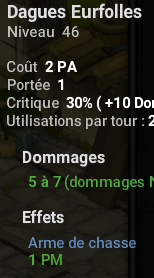 Dagues Eurfolles
Niveau 46
Coût 2 PA
Portée 1
Critique 30% ( +10 Do
Utilisations par tour : 2
Dommages
5 à 7 (dommages N
Effets
Arme de chasse
1 PM